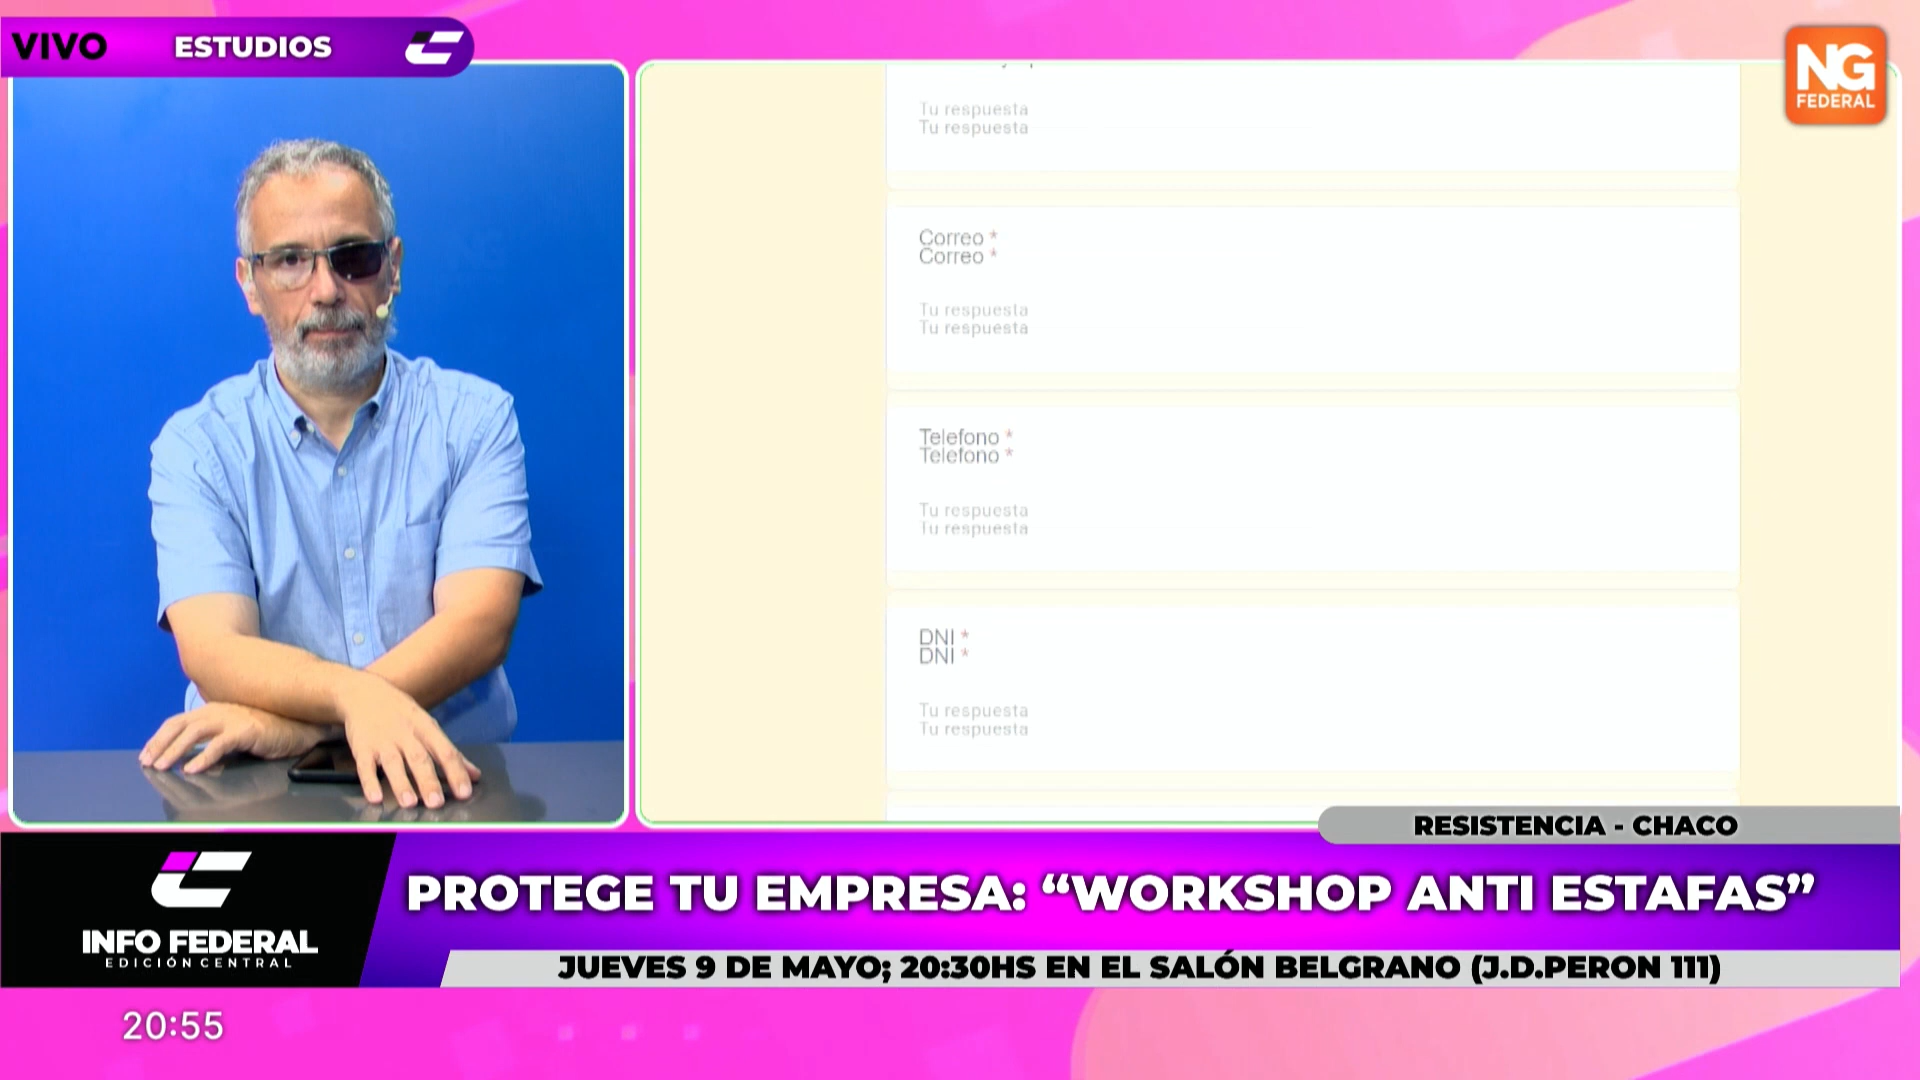 VIVO
ESTUDIOS
NG
FEDERAL
Tu respuesta
Tu respuesta
Correo *
Correo *
Tu respuesta
Tu respuesta
Telefono *
Telefono *
Tu respuesta
Tu respuesta
DNI *
DNI *
Tu respuesta
Tu respuesta
RESISTENCIA - CHACO
PROTEGE TU EMPRESA: “WORKSHOP ANTI ESTAFAS”
INFO FEDERAL
EDICIÓN CENTRAL
JUEVES 9 DE MAYO; 20:30HS EN EL SALÓN BELGRANO (J.D.PERON 111)
20:55